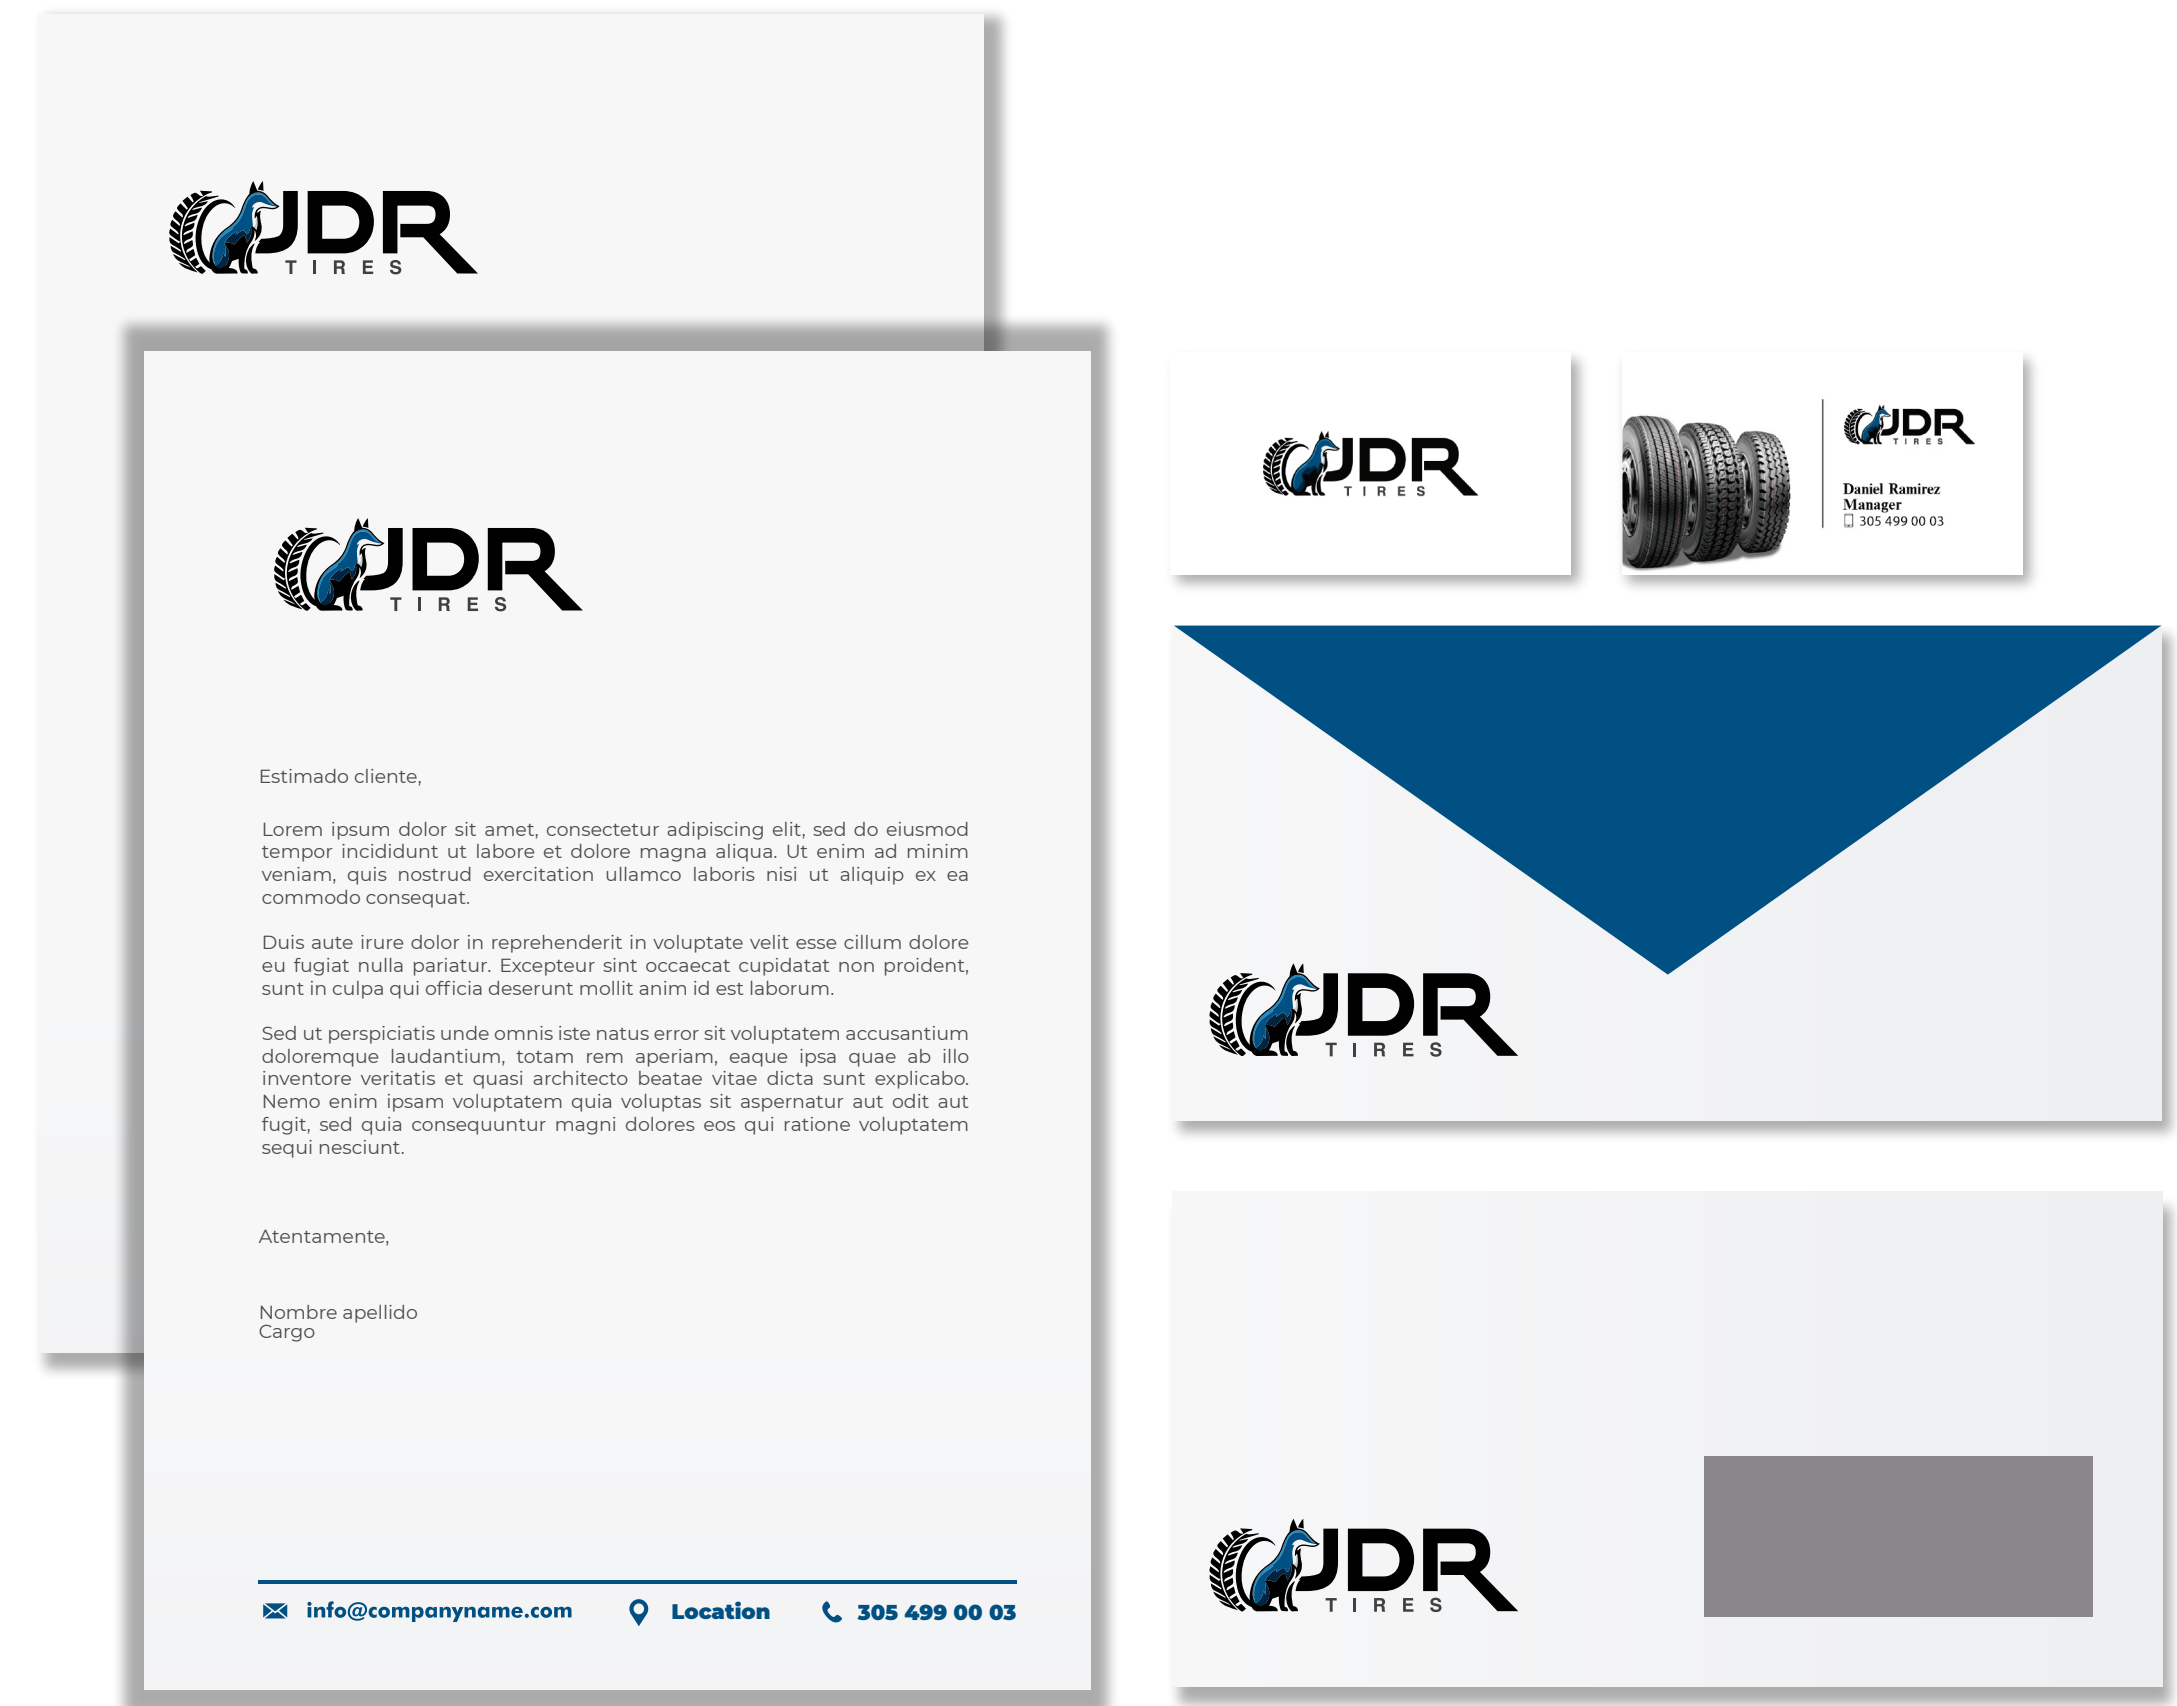 JDR
TIRES
JDR
TIRES
Estimado cliente,
Lorem ipsum dolor sit amet, consectetur adipiscing elit, sed do eiusmod
tempor incididunt ut labore et dolore magna aliqua. Ut enim ad minim
veniam, quis nostrud exercitation ullamco laboris nisi ut aliquip ex ea
commodo consequat.
Duis aute irure dolor in reprehenderit in voluptate velit esse cillum dolore
eu fugiat nulla pariatur. Excepteur sint occaecat cupidatat non proident,
sunt in culpa qui officia deserunt mollit anim id est laborum.
Sed ut perspiciatis unde omnis iste natus error sit voluptatem accusantium
doloremque laudantium, totam rem aperiam, eaque ipsa quae ab illo
inventore veritatis et quasi architecto beatae vitae dicta sunt explicabo.
Nemo enim ipsam voluptatem quia voluptas sit aspernatur aut odit aut
fugit, sed quia consequuntur magni dolores eos qui ratione voluptatem
sequi nesciunt.
Atentamente,
Nombre apellido
Cargo
info@companyname.com Location 305 499 00 03
JDR
TIRES
JDR
TIRES
Daniel Ramirez
Manager
305 499 00 03
JDR
TIRES
JDR
TIRES